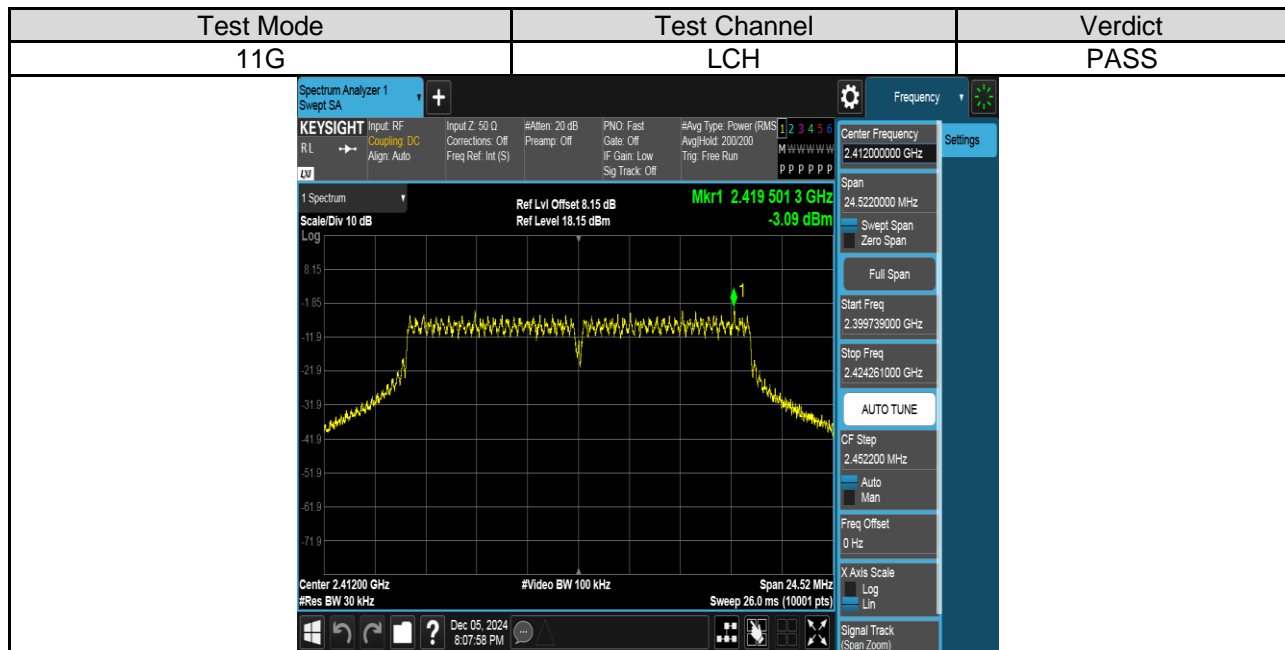 Test Mode Test Channel Verdict
11G LCH PASS
Spectrum Analyzer 1
Swept SA
+
Frequency
KEYSIGHT
RL
LXI
Input: RF
Coupling: DC
Align: Auto
Input Z: 50 Ω
Corrections: Off
Freq Ref: Int (S)
#Atten: 20 dB
Preamp: Off
PNO: Fast
Gate: Off
IF Gain: Low
Sig Track: Off
#Avg Type: Power (RMS
Avg|Hold: 200/200
Trig: Free Run
1 2 3 4 5 6
M W W W W W
P P P P P P
1 Spectrum
Scale/Div 10 dB
Ref Lvl Offset 8.15 dB
Ref Level 18.15 dBm
Mkr1 2.419 501 3 GHz
-3.09 dBm
Log
8.15
-1.85
-11.9
-21.9
-31.9
-41.9
-51.9
-61.9
-71.9
1
Center 2.41200 GHz
#Res BW 30 kHz
#Video BW 100 kHz
Span 24.52 MHz
Sweep 26.0 ms (10001 pts)
?
Dec 05, 2024
8:07:58 PM
Center Frequency
2.412000000 GHz
Span
24.5220000 MHz
Swept Span
Zero Span
Full Span
Start Freq
2.399739000 GHz
Stop Freq
2.424261000 GHz
AUTO TUNE
CF Step
2.452200 MHz
Auto
Man
Freq Offset
0 Hz
X Axis Scale
Log
Lin
Signal Track
(Span Zoom)
Settings